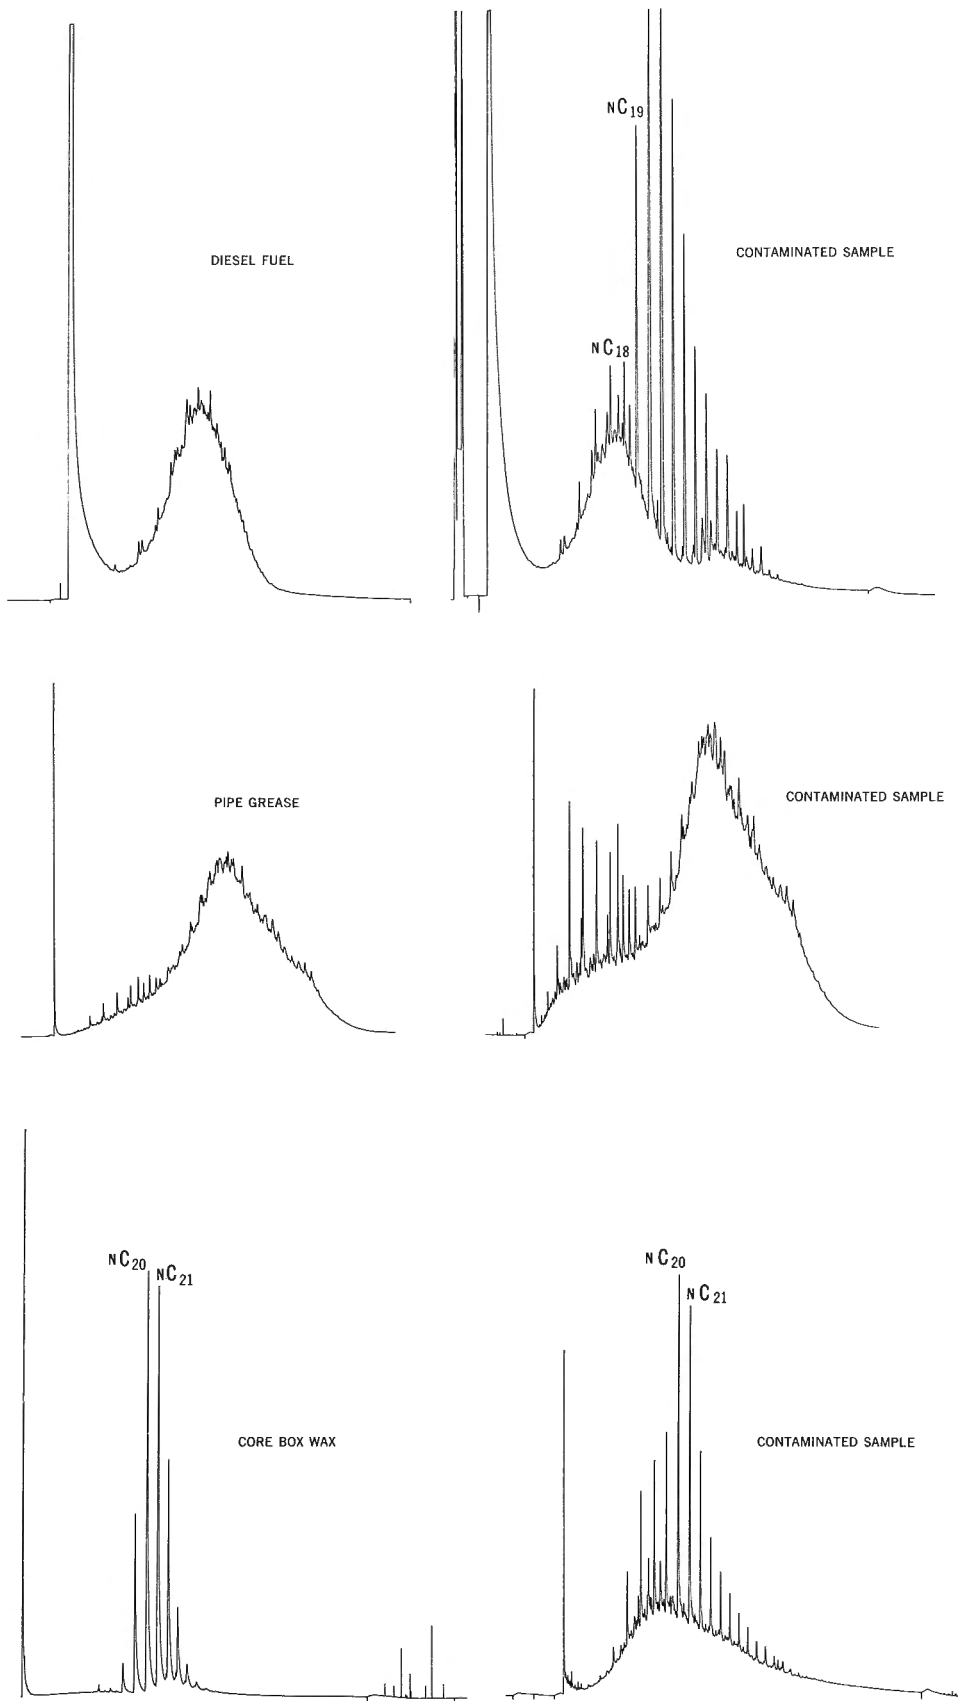 NC19
DIESEL FUEL
CONTAMINATED SAMPLE
NC18
PIPE GREASE
CONTAMINATED SAMPLE
NC20
NC21
NC20
NC21
CORE BOX WAX
CONTAMINATED SAMPLE